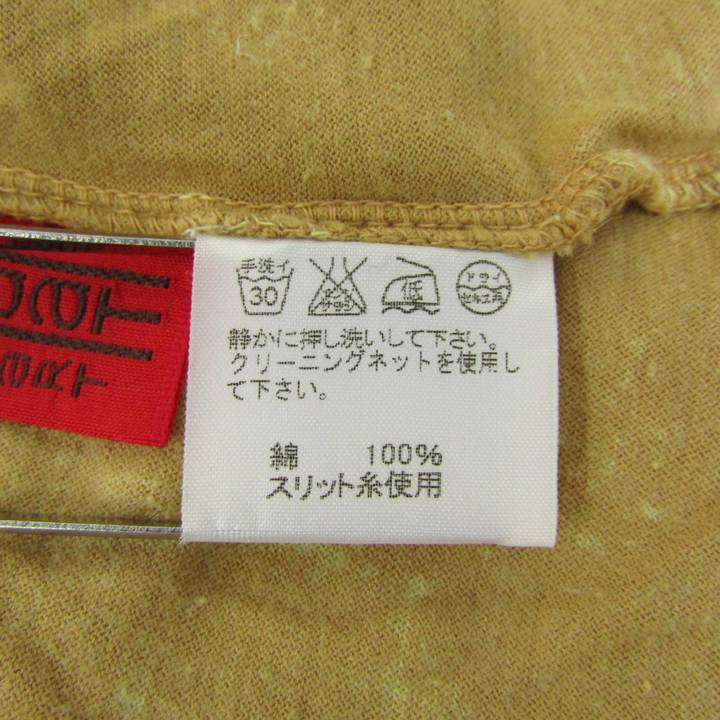 手洗イ
30
低
ドライ
セキユ系
静かに押し洗いして下さい。
クリーニングネットを使用し
て下さい。
綿 100%
スリット糸使用